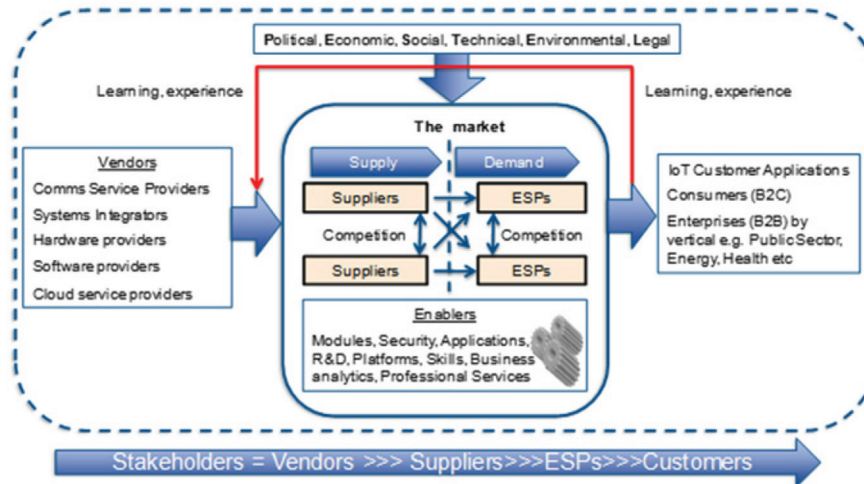 Political, Economic, Social, Technical, Environmental, Legal
Learning, experience
Learning, experience
The market
Vendors
Comms Service Providers
Systems Integrators
Hardware providers
Software providers
Cloud service providers
Supply
Demand
Suppliers
ESPs
Competition
Competition
Suppliers
ESPs
Enablers
Modules, Security, Applications,
R&D, Platforms, Skills, Business
analytics, Professional Services
IoT Customer Applications
Consumers (B2C)
Enterprises (B2B) by
vertical e.g. Public Sector,
Energy, Health etc
Stakeholders = Vendors >>> Suppliers>>>ESPs>>>Customers